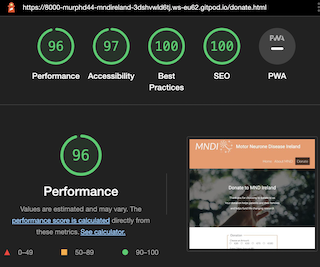 https://8000-murphd44-mndireland-3dshvwld6tj.ws-eu62.gitpod.io/donate.html
96 97 100 100 PWA
Performance Accessibility Best Practices SEO PWA
96
Performance
Values are estimated and may vary. The
performance score is calculated directly from
these metrics. See calculator.
0–49 50–89 90–100
MNDI Motor Neurone Disease Ireland
Donate
Donate to MND Ireland